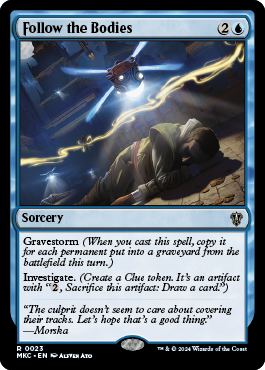 Follow the Bodies 2
Sorcery
Gravestorm (When you cast this spell, copy it
for each permanent put into a graveyard from the
battlefield this turn.)
Investigate. (Create a Clue token. It's an artifact
with “2, Sacrifice this artifact: Draw a card.”)
“The culprit doesn't seem to care about covering
their tracks. Let's hope that's a good thing.”
—Morska
R 0023
MKC • EN Aliyen Ato
™ & © 2024 Wizards of the Coast